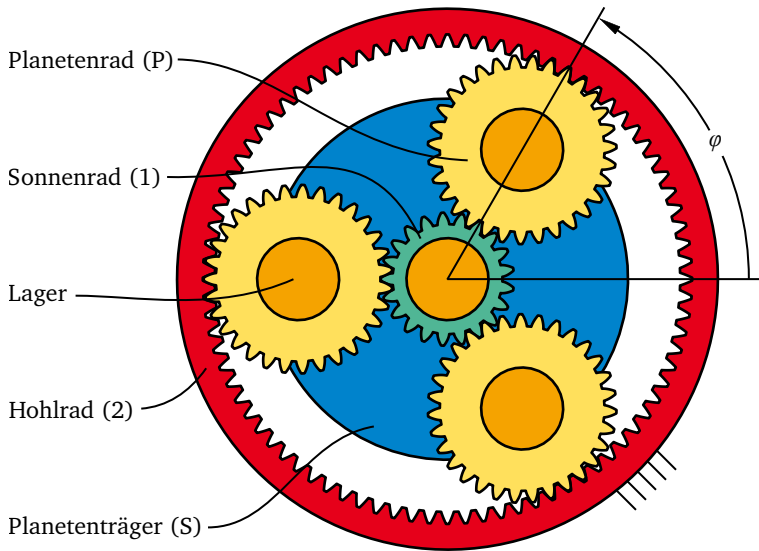 Planetenrad (P)
φ
Sonnenrad (1)
Lager
Hohlrad (2)
Planetenträger (S)